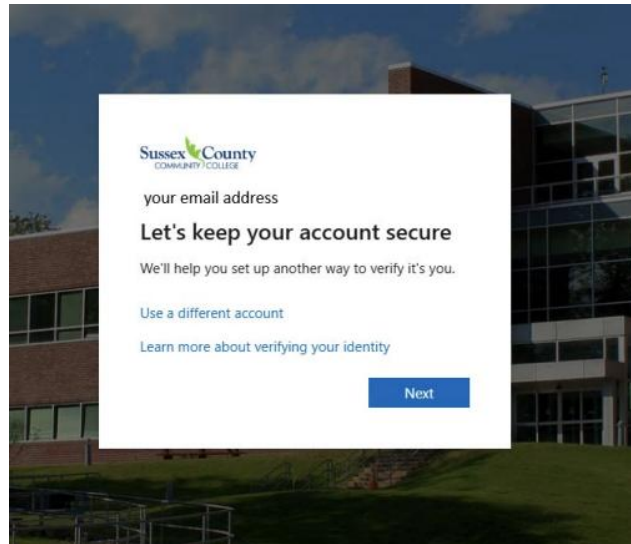 Sussex County
COMMUNITY COLLEGE
your email address
Let's keep your account secure
We'll help you set up another way to verify it's you.
Use a different account
Learn more about verifying your identity
Next